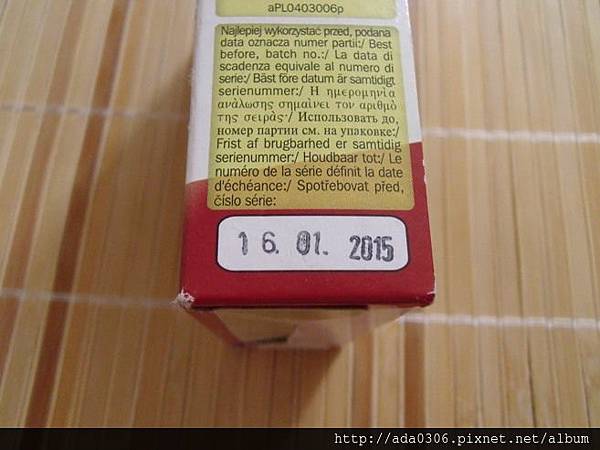 aPL0403006p
Najlepiej wykorzystać przed, podana
data oznacza numer partii:/ Best
before, batch no.:/ La data di
scadenza equivale al numero di
serie:/ Bäst före datum är samtidigt
serienummer:/ Η ημερομηνία
ανάλωσης σημαίνει τον αριθμό
της σειράς:/ Использовать до,
номер партии см. на упаковке:/
Frist af brugbarhed er samtidig
serienummer:/ Houdbaar tot:/ Le
numéro de la série définit la date
d'échéance:/ Spotřebovat před,
číslo série:
16. 01. 2015
http://ada0306.pixnet.net/album